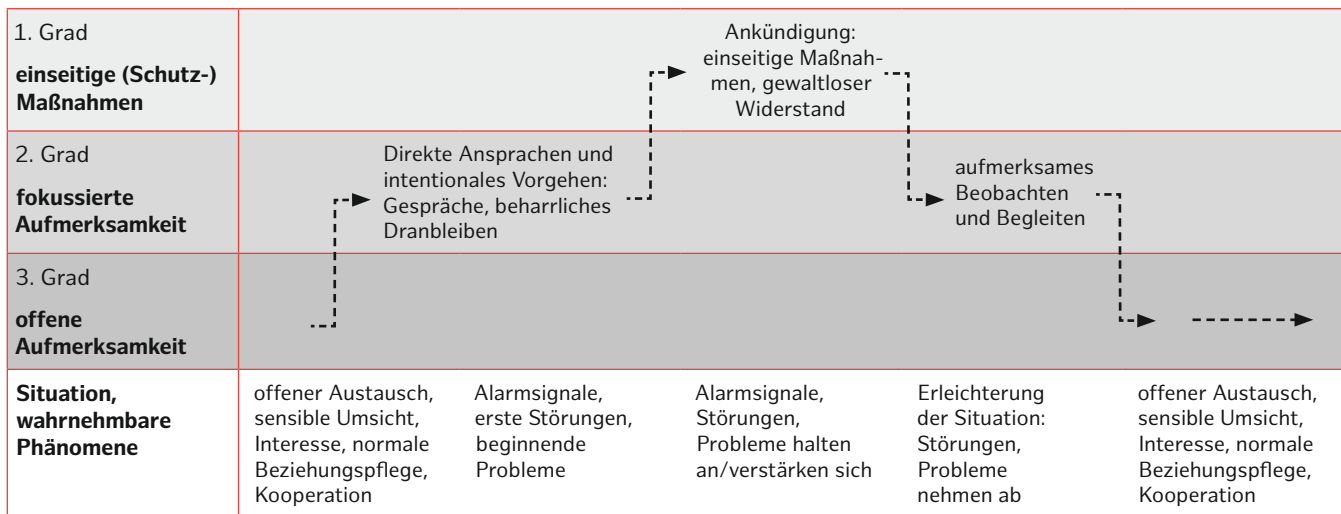 1. Grad
einseitige (Schutz-)
Maßnahmen
Ankündigung:
einseitige Maßnah-
men, gewaltloser
Widerstand
2. Grad
fokussierte
Aufmerksamkeit
Direkte Ansprachen und
intentionales Vorgehen:
Gespräche, beharrliches
Dranbleiben
aufmerksames
Beobachten
und Begleiten
3. Grad
offene
Aufmerksamkeit
Situation,
wahrnehmbare
Phänomene
offener Austausch,
sensible Umsicht,
Interesse, normale
Beziehungspflege,
Kooperation
Alarmsignale,
erste Störungen,
beginnende
Probleme
Alarmsignale,
Störungen,
Probleme halten
an/verstärken sich
Erleichterung
der Situation:
Störungen,
Probleme
nehmen ab
offener Austausch,
sensible Umsicht,
Interesse, normale
Beziehungspflege,
Kooperation